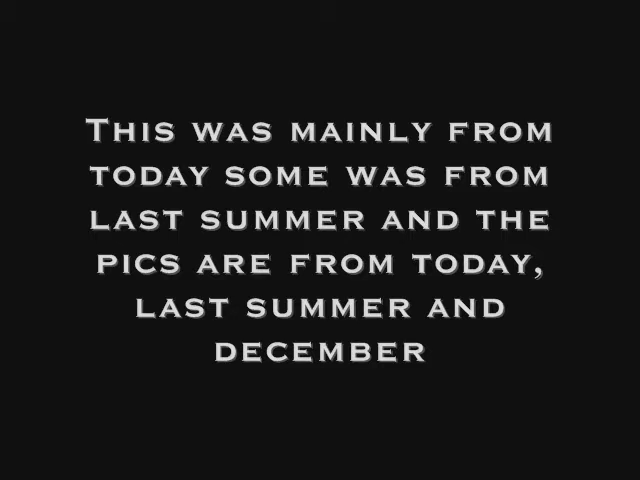 This was mainly from
today some was from
last summer and the
pics are from today,
last summer and
december